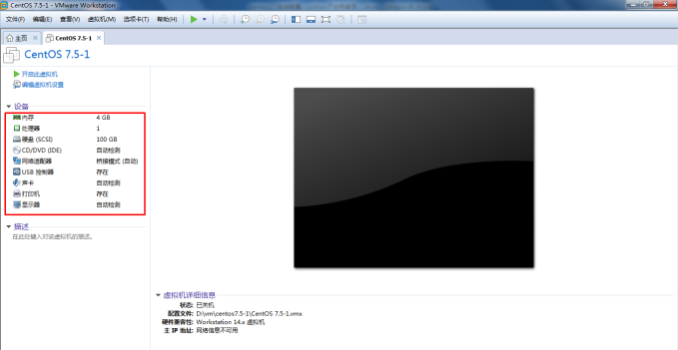 CentOS 7.5-1 - VMware Workstation
文件(F) 编辑(E) 查看(V) 虚拟机(M) 选项卡(T) 帮助(H)
主页 CentOS 7.5-1
CentOS 7.5-1
开启此虚拟机
编辑虚拟机设置
设备
内存 4 GB
处理器 1
硬盘 (SCSI) 100 GB
CD/DVD (IDE) 自动检测
网络适配器 桥接模式 (自动)
USB 控制器 存在
声卡 自动检测
打印机 存在
显示器 自动检测
描述
在此处键入对该虚拟机的描述。
虚拟机详细信息
状态: 已关机
配置文件: D:\vm\centos7.5-1\CentOS 7.5-1.vmx
硬件兼容性: Workstation 14.x 虚拟机
主 IP 地址: 网络信息不可用